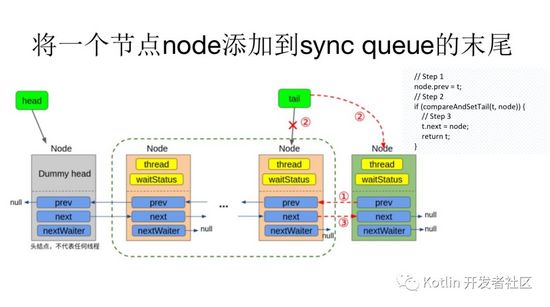 将一个节点node添加到sync queue的末尾
// Step 1
node.prev = t;
// Step 2
if (compareAndSetTail(t, node)) {
// Step 3
t.next = node;
return t;
}
head
tail
②
②
Node
Node
Node
Node
Dummy head
thread
waitStatus
...
thread
waitStatus
thread
waitStatus
null
prev
prev
prev
①
prev
next
next
next
③
next
null
nextWaiter
null
nextWaiter
null
nextWaiter
null
nextWaiter
null
头结点，不代表任何线程
Kotlin 开发者社区